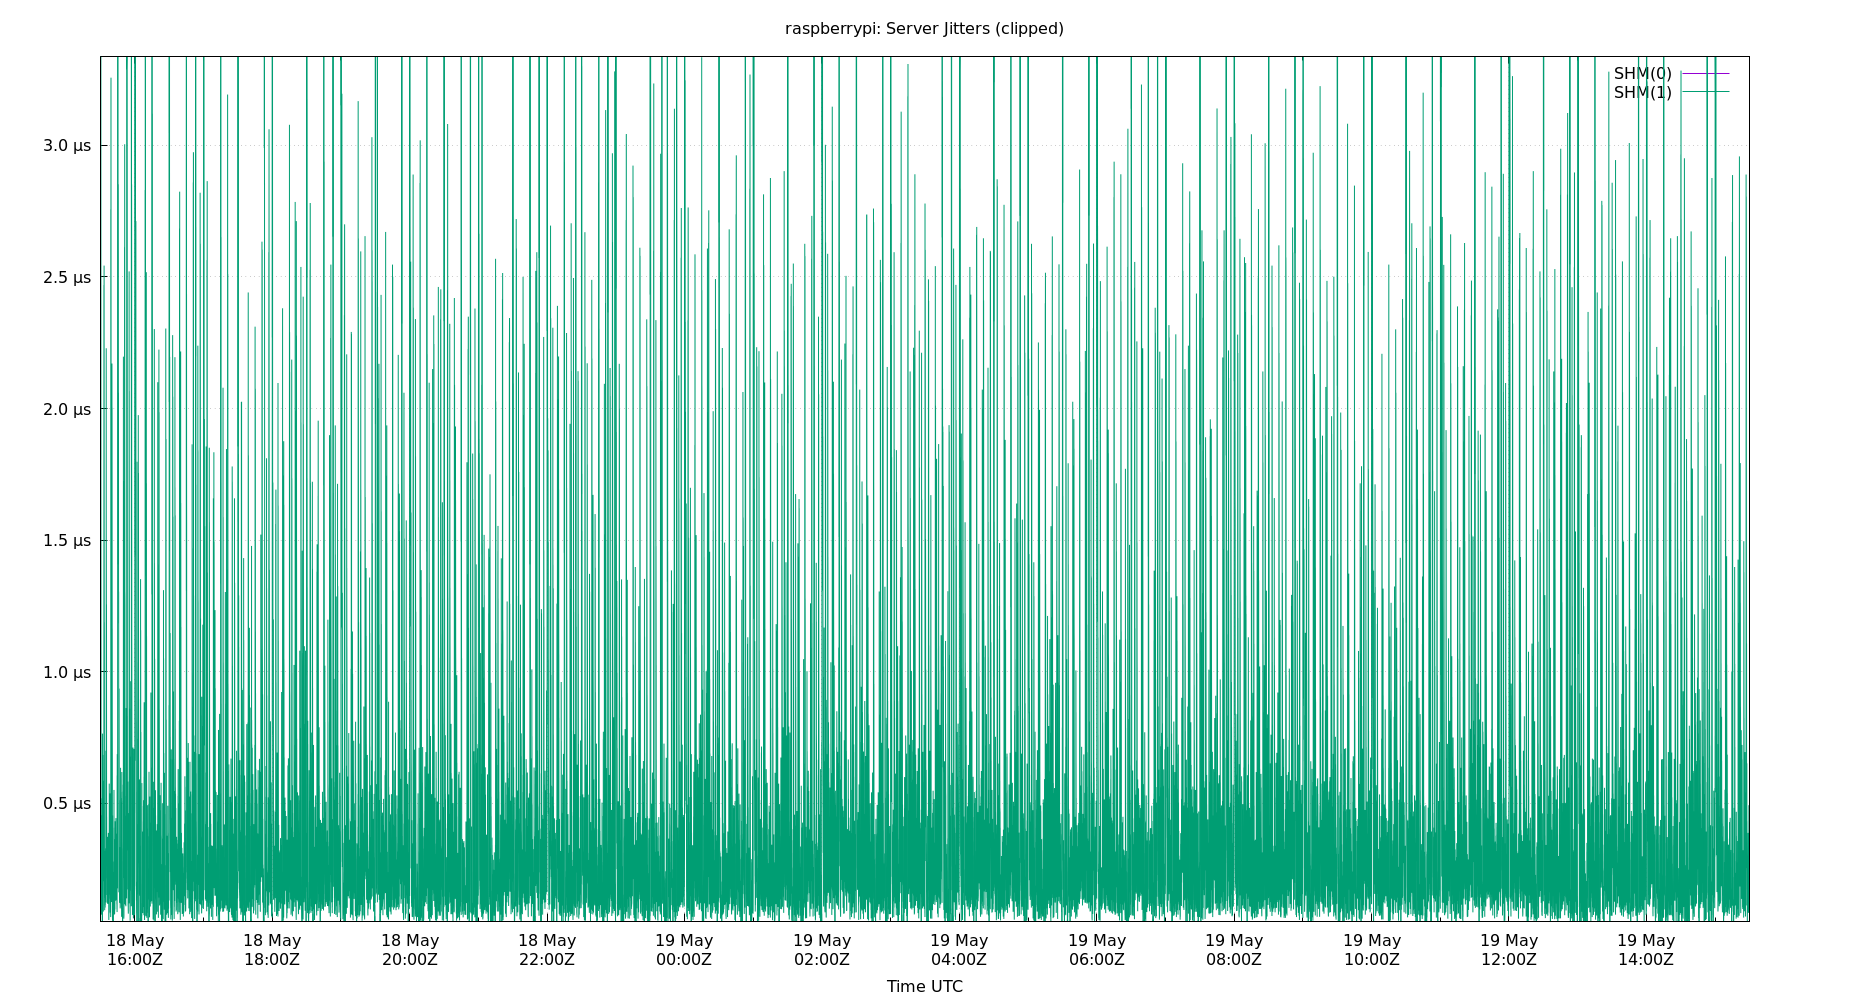 raspberrypi: Server Jitters (clipped)
SHM(0)
SHM(1)
3.0 µs
2.5 µs
2.0 µs
1.5 µs
1.0 µs
0.5 µs
18 May 18 May 18 May 18 May 19 May 19 May 19 May 19 May 19 May 19 May 19 May 19 May
16:00Z 18:00Z 20:00Z 22:00Z 00:00Z 02:00Z 04:00Z 06:00Z 08:00Z 10:00Z 12:00Z 14:00Z
Time UTC